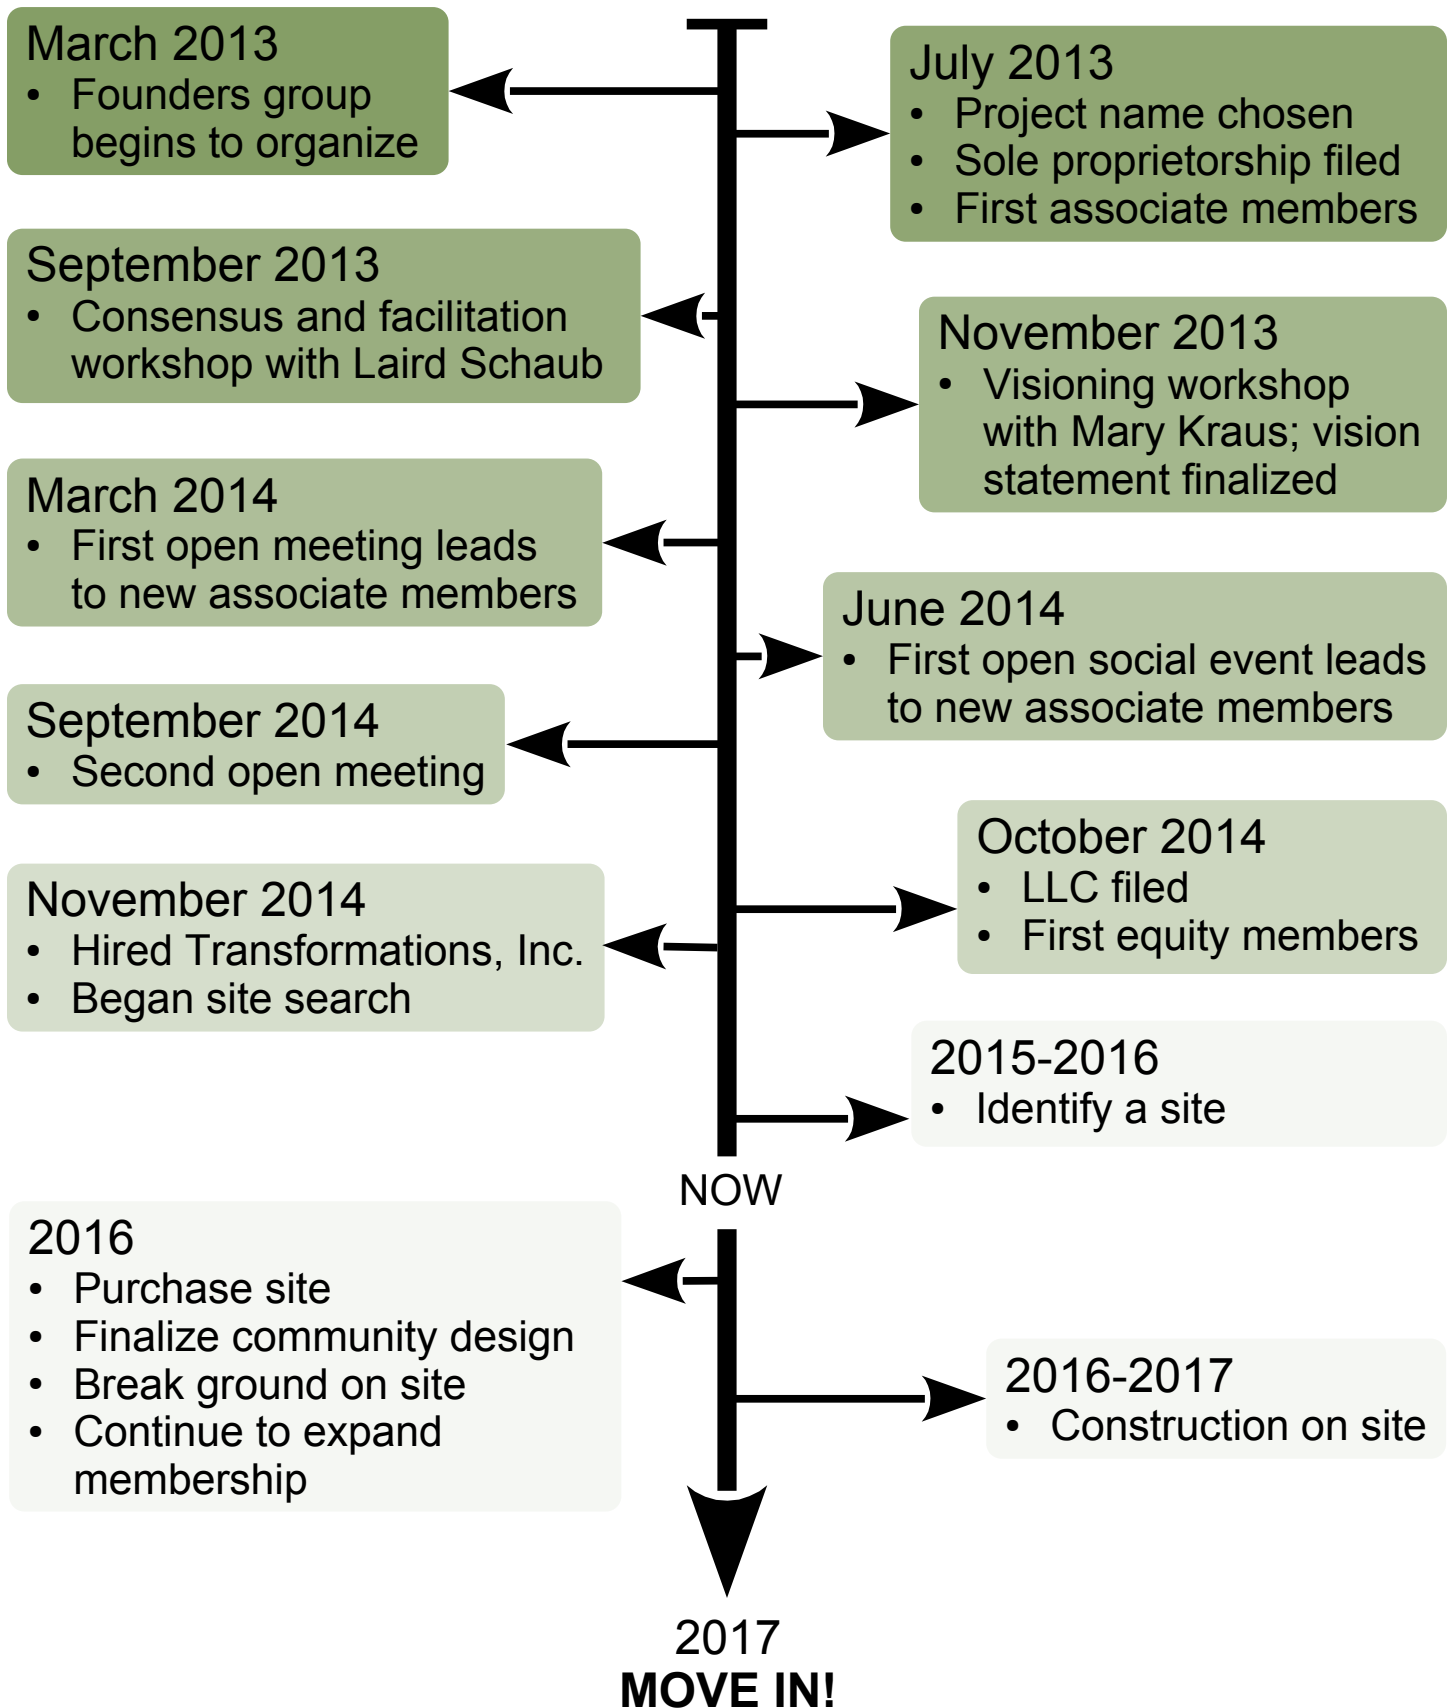 March 2013
• Founders group
begins to organize
July 2013
• Project name chosen
• Sole proprietorship filed
• First associate members
September 2013
• Consensus and facilitation
workshop with Laird Schaub
November 2013
• Visioning workshop
with Mary Kraus; vision
statement finalized
March 2014
• First open meeting leads
to new associate members
June 2014
• First open social event leads
to new associate members
September 2014
• Second open meeting
October 2014
• LLC filed
• First equity members
November 2014
• Hired Transformations, Inc.
• Began site search
2015-2016
• Identify a site
NOW
2016
• Purchase site
• Finalize community design
• Break ground on site
• Continue to expand
membership
2016-2017
• Construction on site
2017
MOVE IN!